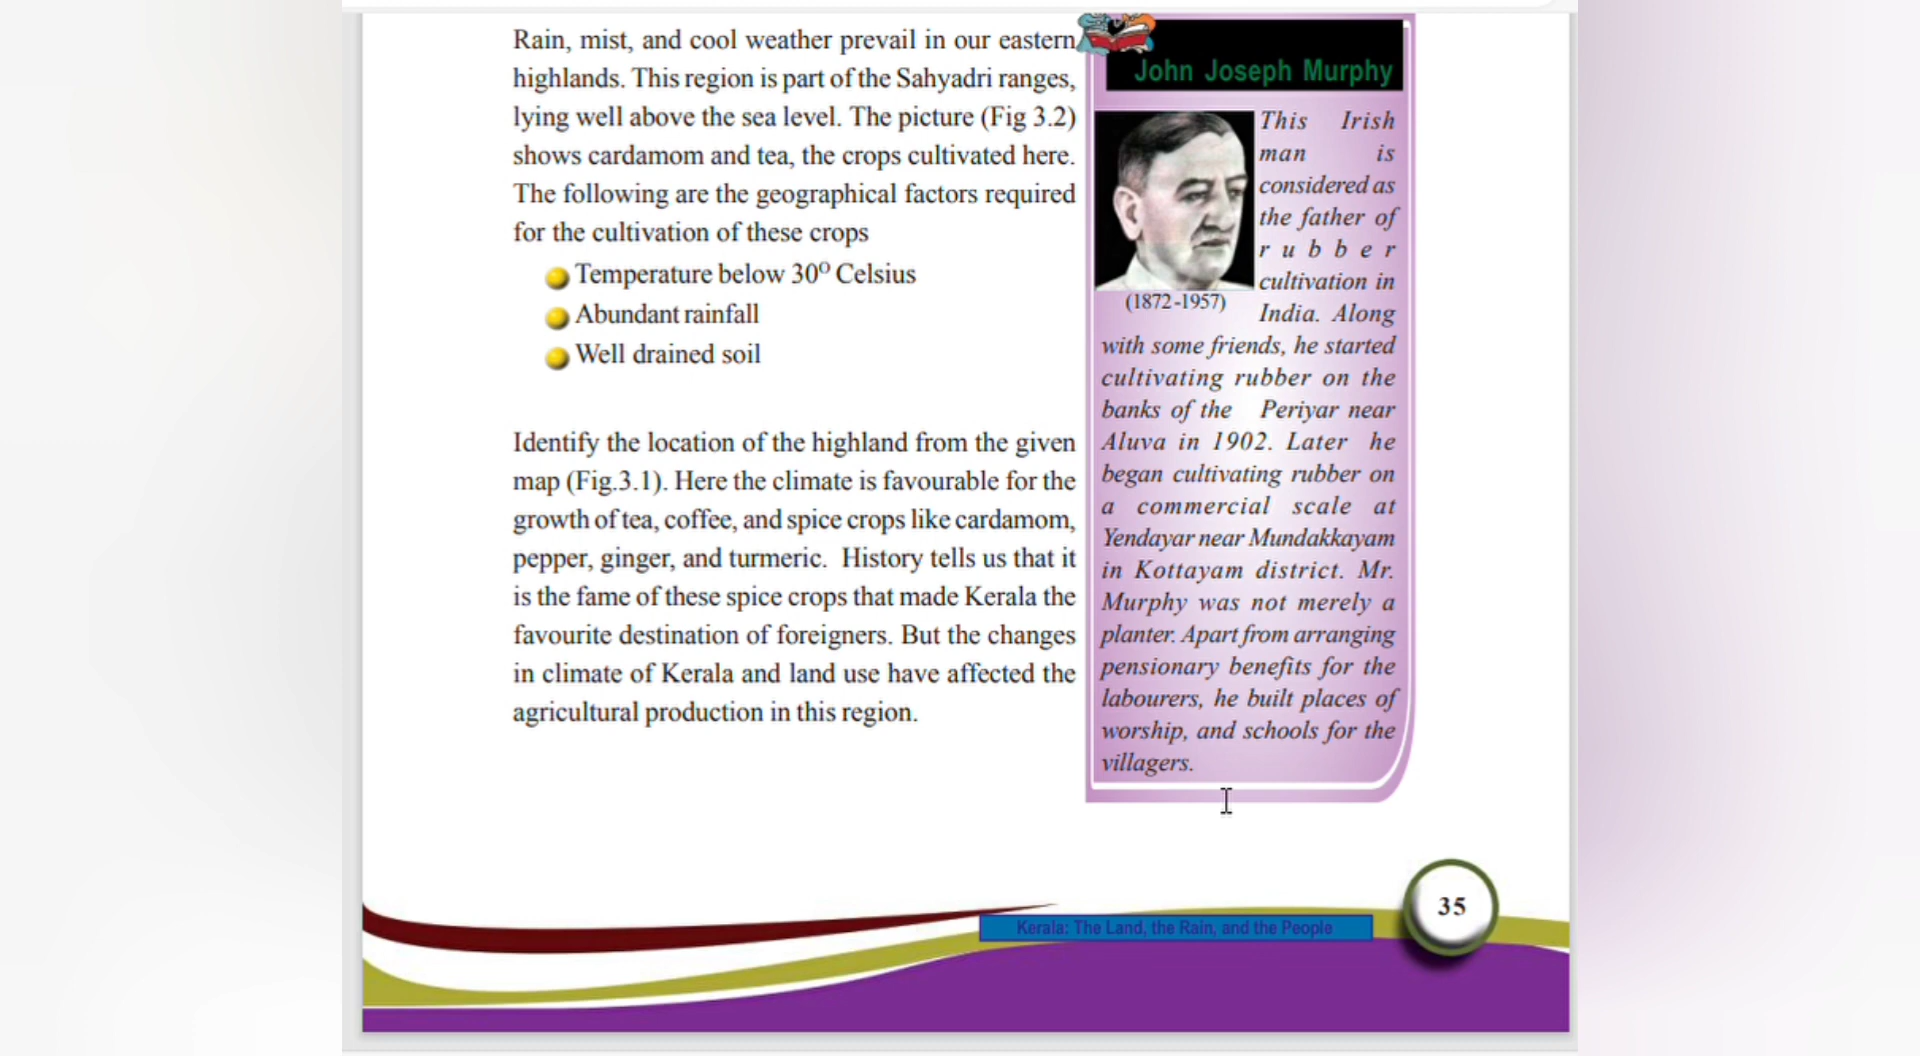 Rain, mist, and cool weather prevail in our eastern
highlands. This region is part of the Sahyadri ranges,
lying well above the sea level. The picture (Fig 3.2)
shows cardamom and tea, the crops cultivated here.
The following are the geographical factors required
for the cultivation of these crops
Temperature below 30⁰ Celsius
Abundant rainfall
Well drained soil
Identify the location of the highland from the given
map (Fig.3.1). Here the climate is favourable for the
growth of tea, coffee, and spice crops like cardamom,
pepper, ginger, and turmeric. History tells us that it
is the fame of these spice crops that made Kerala the
favourite destination of foreigners. But the changes
in climate of Kerala and land use have affected the
agricultural production in this region.
John Joseph Murphy
This Irish
man is
considered as
the father of
rubber
cultivation in
(1872-1957)
India. Along
with some friends, he started
cultivating rubber on the
banks of the Periyar near
Aluva in 1902. Later he
began cultivating rubber on
a commercial scale at
Yendayar near Mundakkayam
in Kottayam district. Mr.
Murphy was not merely a
planter. Apart from arranging
pensionary benefits for the
labourers, he built places of
worship, and schools for the
villagers.
35
Kerala: The Land, the Rain, and the People